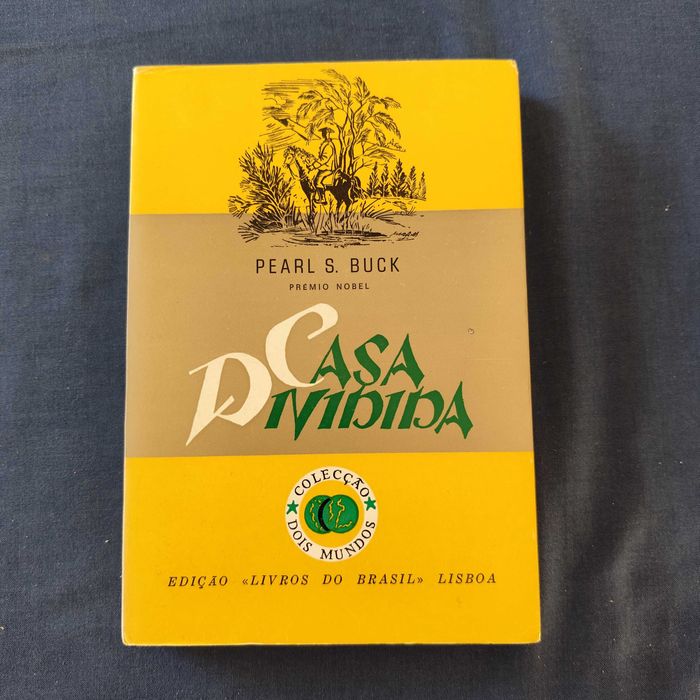 PEARL S. BUCK
PRÉMIO NOBEL
CASA
DIVIDIDA
COLECÇÃO
DOIS MUNDOS
EDIÇÃO «LIVROS DO BRASIL» LISBOA